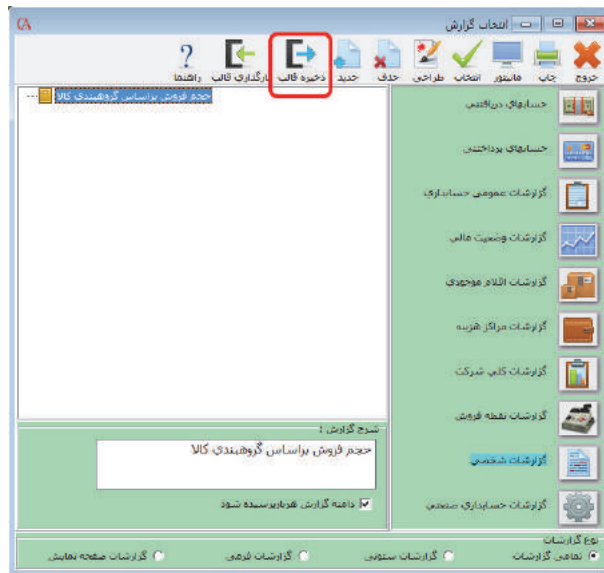 انتخاب گزارش
خروج
چاپ
مانیتور
انتخاب
طراحی
حذف
جدید
ذخیره قالب
بارگذاری قالب
راهنما
حجم فروش براساس گروهبندی کالا
حسابهای دریافتنی
حسابهای پرداختنی
گزارشات عمومی حسابداری
گزارشات وضعیت مالی
گزارشات اقلام موجودی
گزارشات مراکز هزینه
گزارشات کلی شرکت
گزارشات نقطه فروش
گزارشات شخصی
گزارشات حسابداری صنعتی
شرح گزارش :
حجم فروش براساس گروهبندی کالا
دامنه گزارش هربارپرسیده شود
نوع گزارشات
تمامی گزارشات
گزارشات ستونی
گزارشات فرمی
گزارشات صفحه نمایش